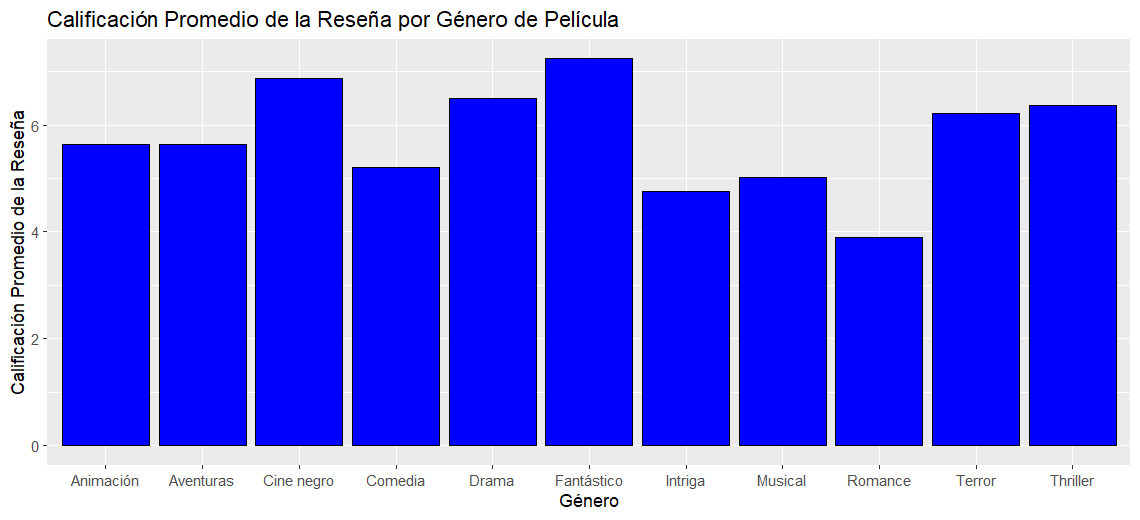 Calificación Promedio de la Reseña por Género de Película
Calificación Promedio de la Reseña
6
4
2
0
Animación Aventuras Cine negro Comedia Drama Fantástico Intriga Musical Romance Terror Thriller
Género